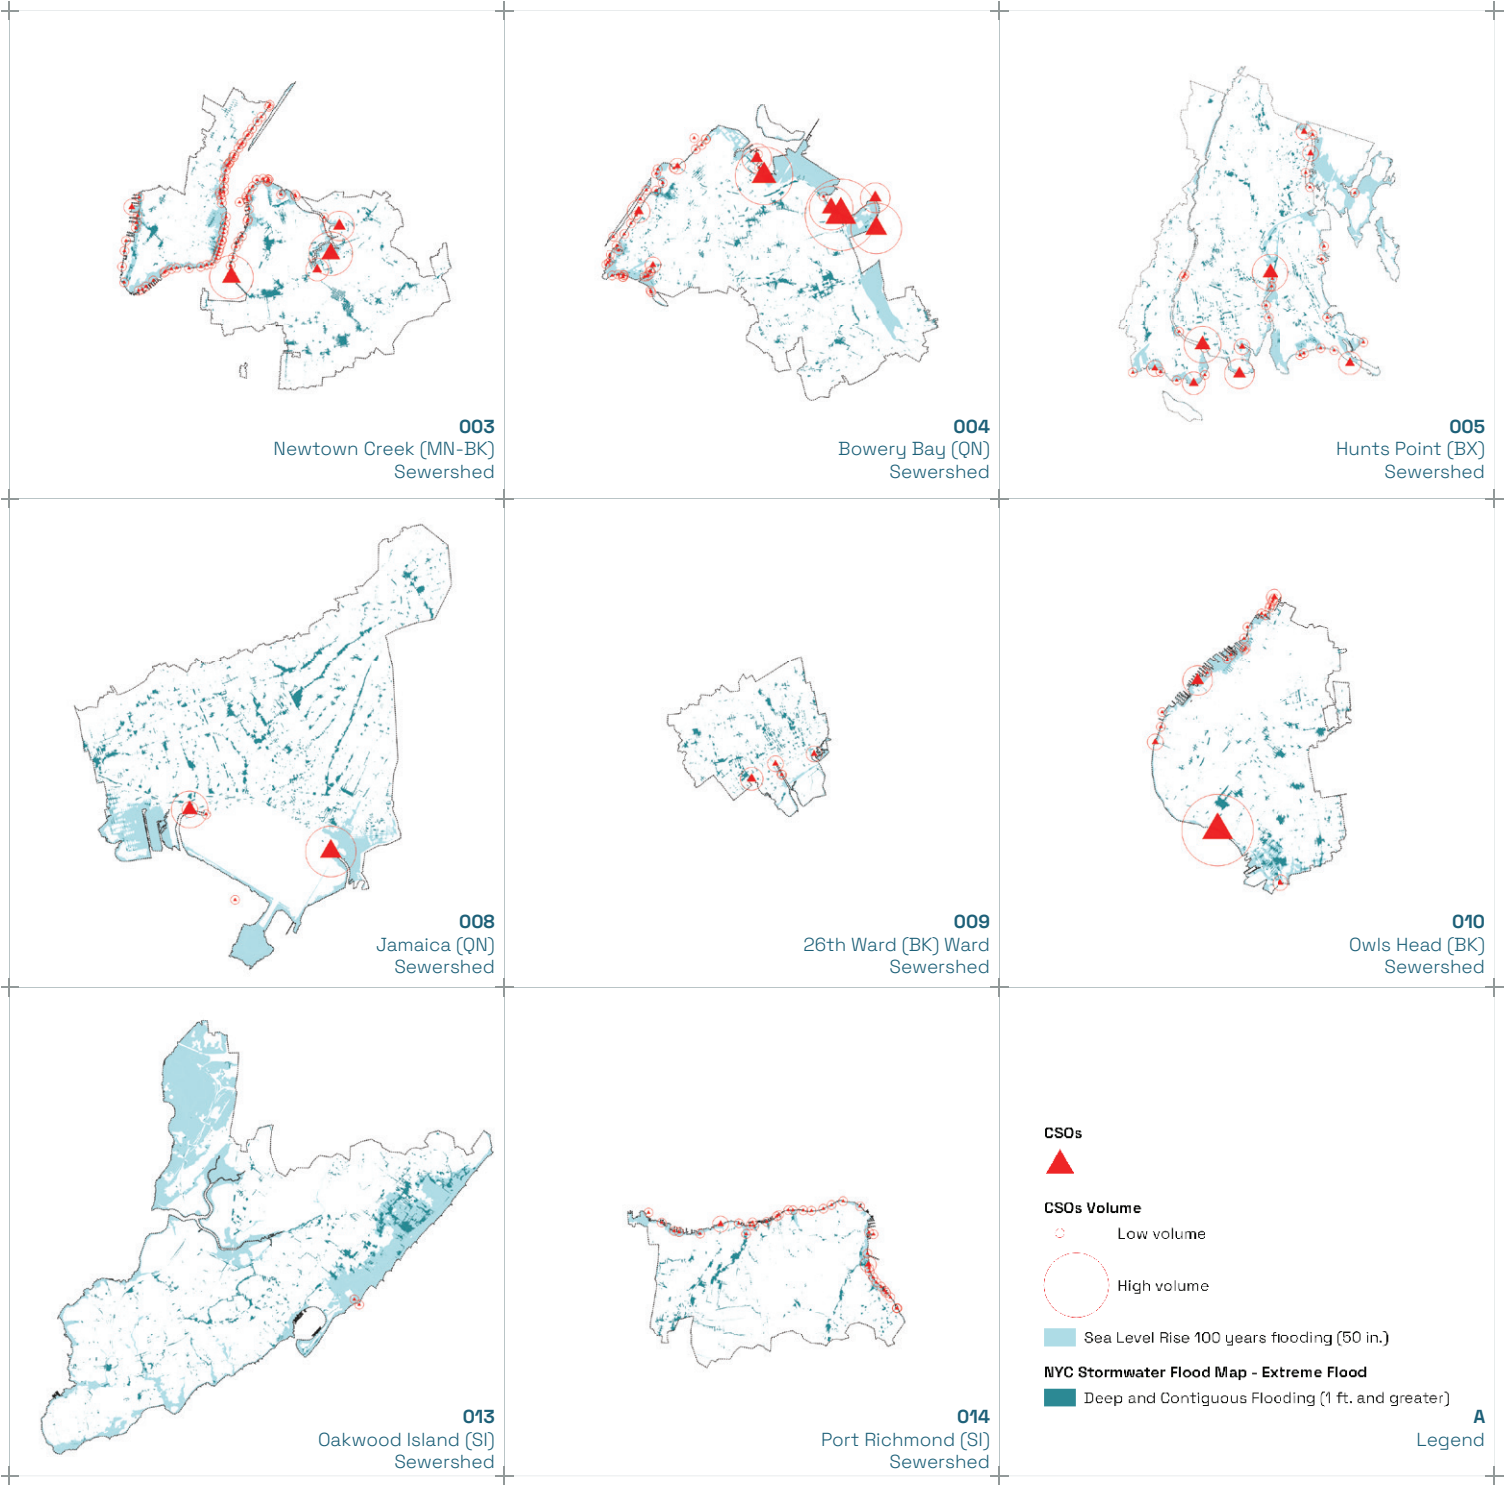 003
Newtown Creek (MN-BK)
Sewershed
004
Bowery Bay (QN)
Sewershed
005
Hunts Point (BX)
Sewershed
008
Jamaica (QN)
Sewershed
009
26th Ward (BK) Ward
Sewershed
010
Owls Head (BK)
Sewershed
013
Oakwood Island (SI)
Sewershed
014
Port Richmond (SI)
Sewershed
CSOs
CSOs Volume
Low volume
High volume
Sea Level Rise 100 years flooding (50 in.)
NYC Stormwater Flood Map - Extreme Flood
Deep and Contiguous Flooding (1 ft. and greater)
A
Legend